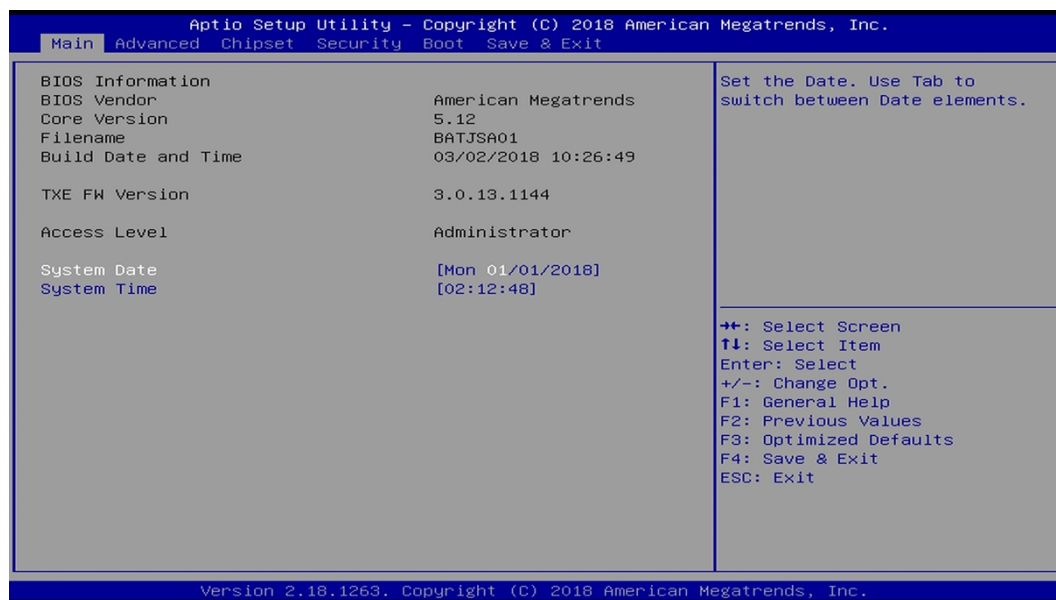 Aptio Setup Utility – Copyright (C) 2018 American Megatrends, Inc.
Main Advanced Chipset Security Boot Save & Exit
BIOS Information
BIOS Vendor American Megatrends
Core Version 5.12
Filename BATJSA01
Build Date and Time 03/02/2018 10:26:49
TXE FW Version 3.0.13.1144
Access Level Administrator
System Date [Mon 01/01/2018]
System Time [02:12:48]
Set the Date. Use Tab to
switch between Date elements.
→←: Select Screen
↑↓: Select Item
Enter: Select
+/-: Change Opt.
F1: General Help
F2: Previous Values
F3: Optimized Defaults
F4: Save & Exit
ESC: Exit
Version 2.18.1263. Copyright (C) 2018 American Megatrends, Inc.